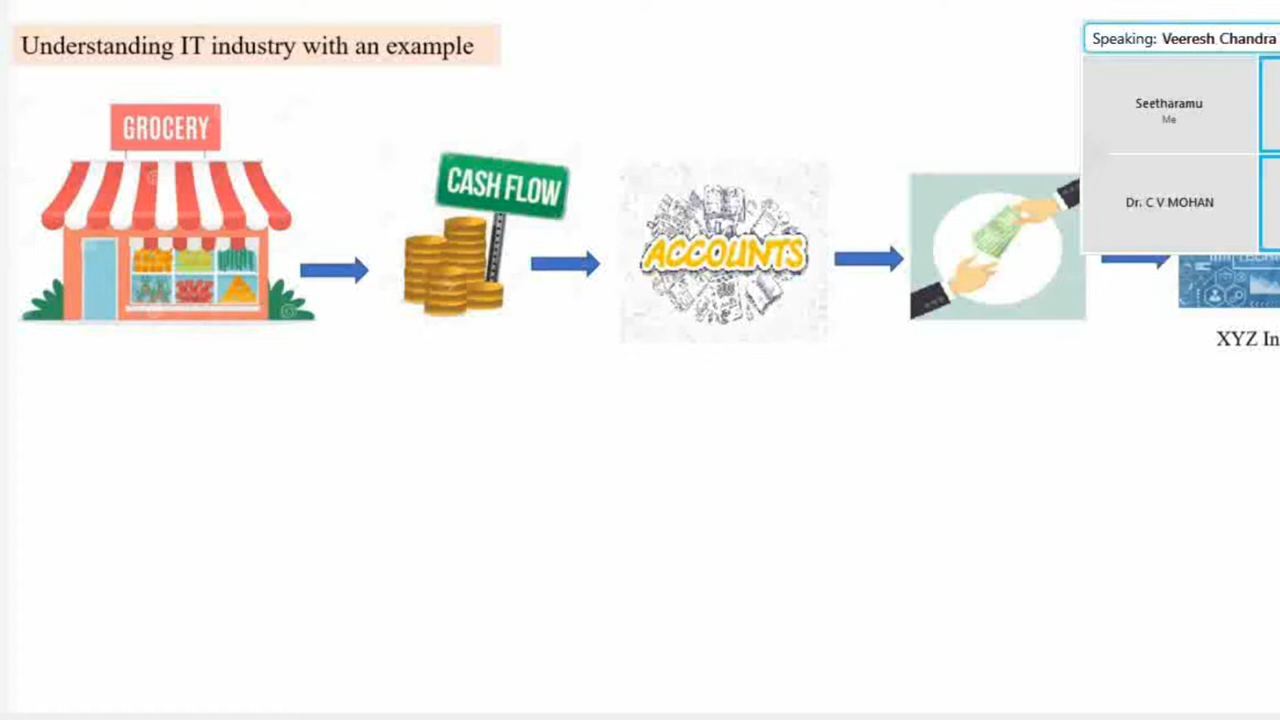 Understanding IT industry with an example
Speaking: Veeresh Chandra
Seetharamu
Me
Dr. C V MOHAN
GROCERY
CASH FLOW
ACCOUNTS
XYZ In